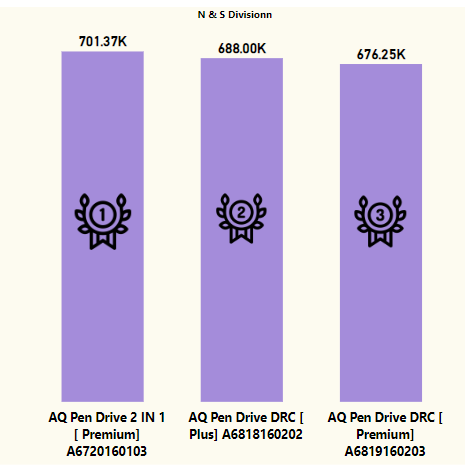 N & S Divisionn
701.37K
688.00K
676.25K
1
2
3
AQ Pen Drive 2 IN 1
[ Premium]
A6720160103
AQ Pen Drive DRC [
Plus] A6818160202
AQ Pen Drive DRC [
Premium]
A6819160203